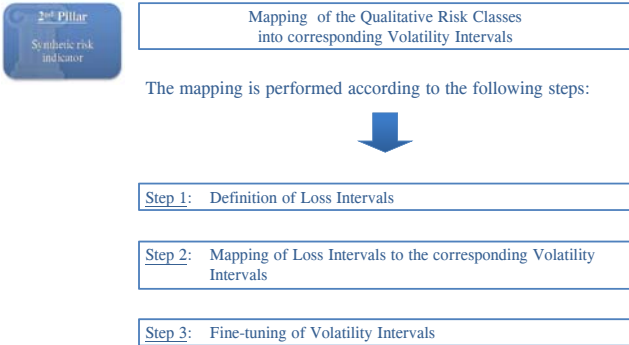 2nd Pillar
Synthetic risk
indicator
Mapping of the Qualitative Risk Classes
into corresponding Volatility Intervals
The mapping is performed according to the following steps:
Step 1: Definition of Loss Intervals
Step 2: Mapping of Loss Intervals to the corresponding Volatility
Intervals
Step 3: Fine-tuning of Volatility Intervals